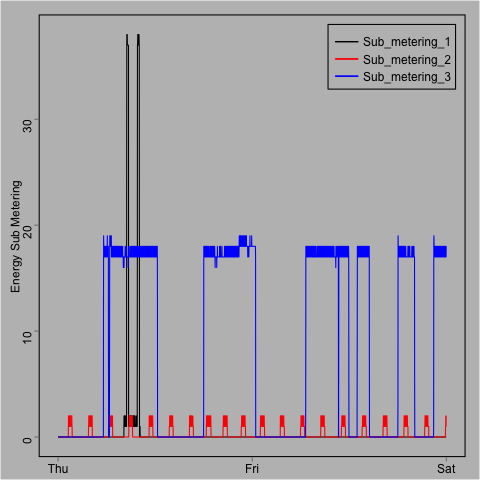 Sub_metering_1
Sub_metering_2
Sub_metering_3
Energy Sub Metering
30
20
10
0
Thu Fri Sat